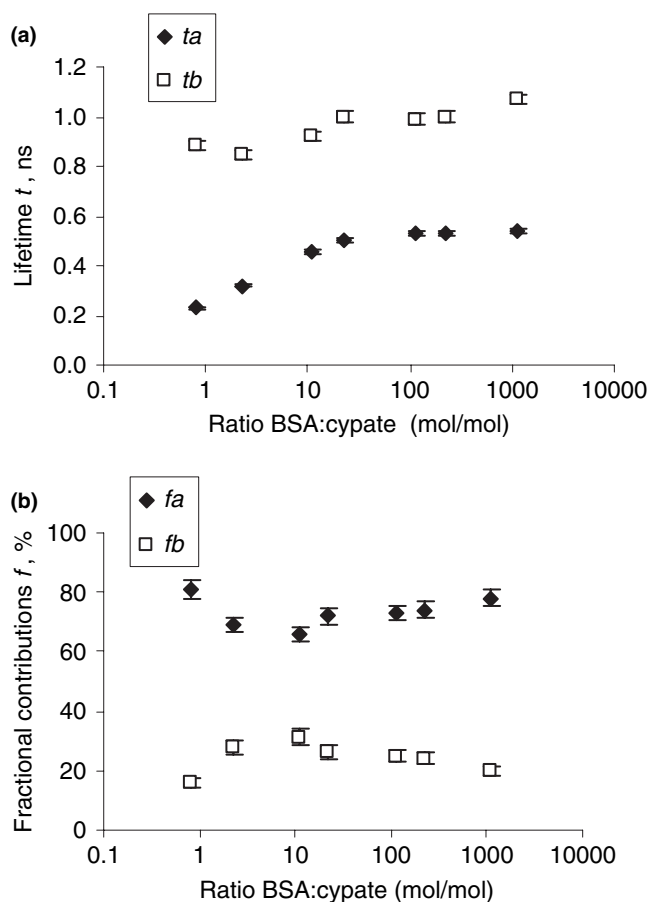 (a)
ta
tb
1.2
1.0
0.8
0.6
0.4
0.2
0.0
Lifetime t , ns
0.1 1 10 100 1000 10000
Ratio BSA:cypate (mol/mol)
(b)
fa
fb
100
80
60
40
20
0
Fractional contributions f , %
0.1 1 10 100 1000 10000
Ratio BSA:cypate (mol/mol)